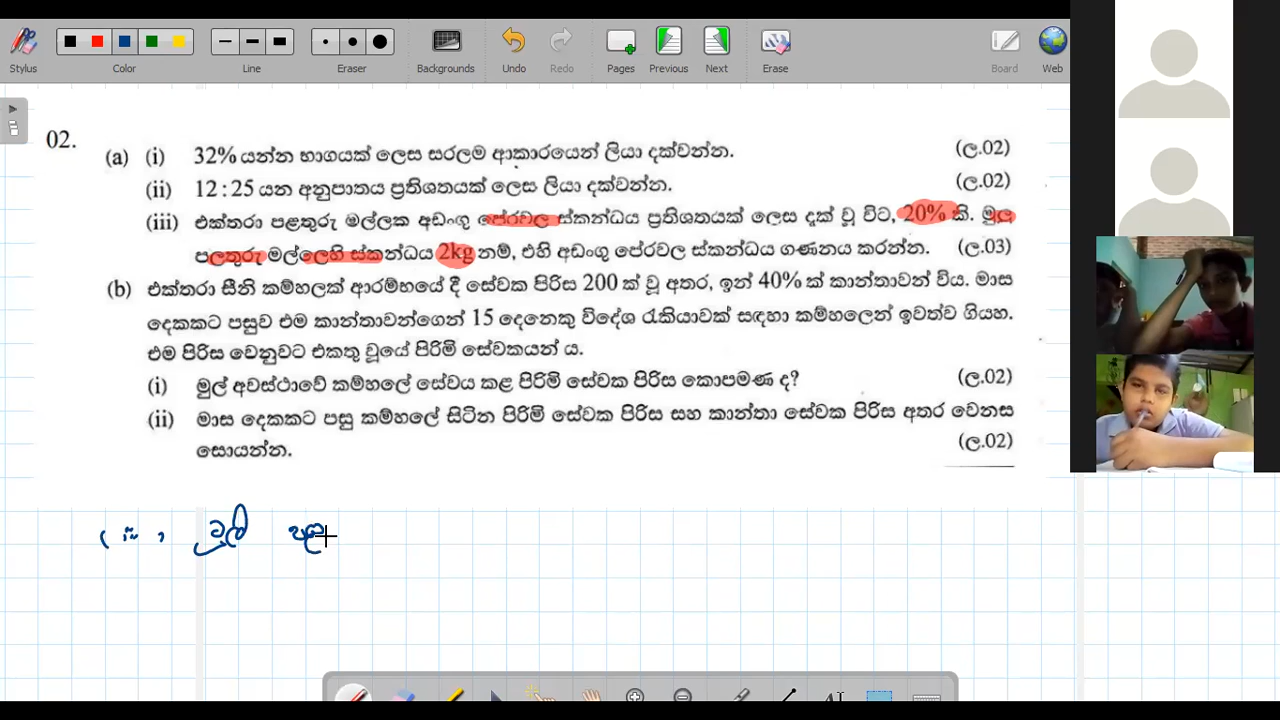 Stylus Color Line Eraser Backgrounds Undo Redo Pages Previous Next Erase Board Web
02.
(a) (i) 32% යන්න භාගයක් ලෙස සරලම ආකාරයෙන් ලියා දක්වන්න. (ල.02)
(ii) 12 : 25 යන අනුපාතය ප්‍රතිශතයක් ලෙස ලියා දක්වන්න. (ල.02)
(iii) එක්තරා පළතුරු මල්ලක අඩංගු පේරවල ස්කන්ධය ප්‍රතිශතයක් ලෙස දැක් වූ විට, 20% කි. මුලු
පලතුරු මල්ලෙහි ස්කන්ධය 2kg නම්, එහි අඩංගු පේරවල ස්කන්ධය ගණනය කරන්න. (ල.03)
(b) එක්තරා සීනි කම්හලක් ආරම්භයේ දී සේවක පිරිස 200 ක් වූ අතර, ඉන් 40% ක් කාන්තාවන් විය. මාස
දෙකකට පසුව එම කාන්තාවන්ගෙන් 15 දෙනෙකු විදේශ රැකියාවක් සඳහා කම්හලෙන් ඉවත්ව ගියහ.
එම පිරිස වෙනුවට එකතු වූයේ පිරිමි සේවකයන් ය.
(i) මුල් අවස්ථාවේ කම්හලේ සේවය කළ පිරිමි සේවක පිරිස කොපමණ ද? (ල.02)
(ii) මාස දෙකකට පසු කම්හලේ සිටින පිරිමි සේවක පිරිස සහ කාන්තා සේවක පිරිස අතර වෙනස
සොයන්න. (ල.02)